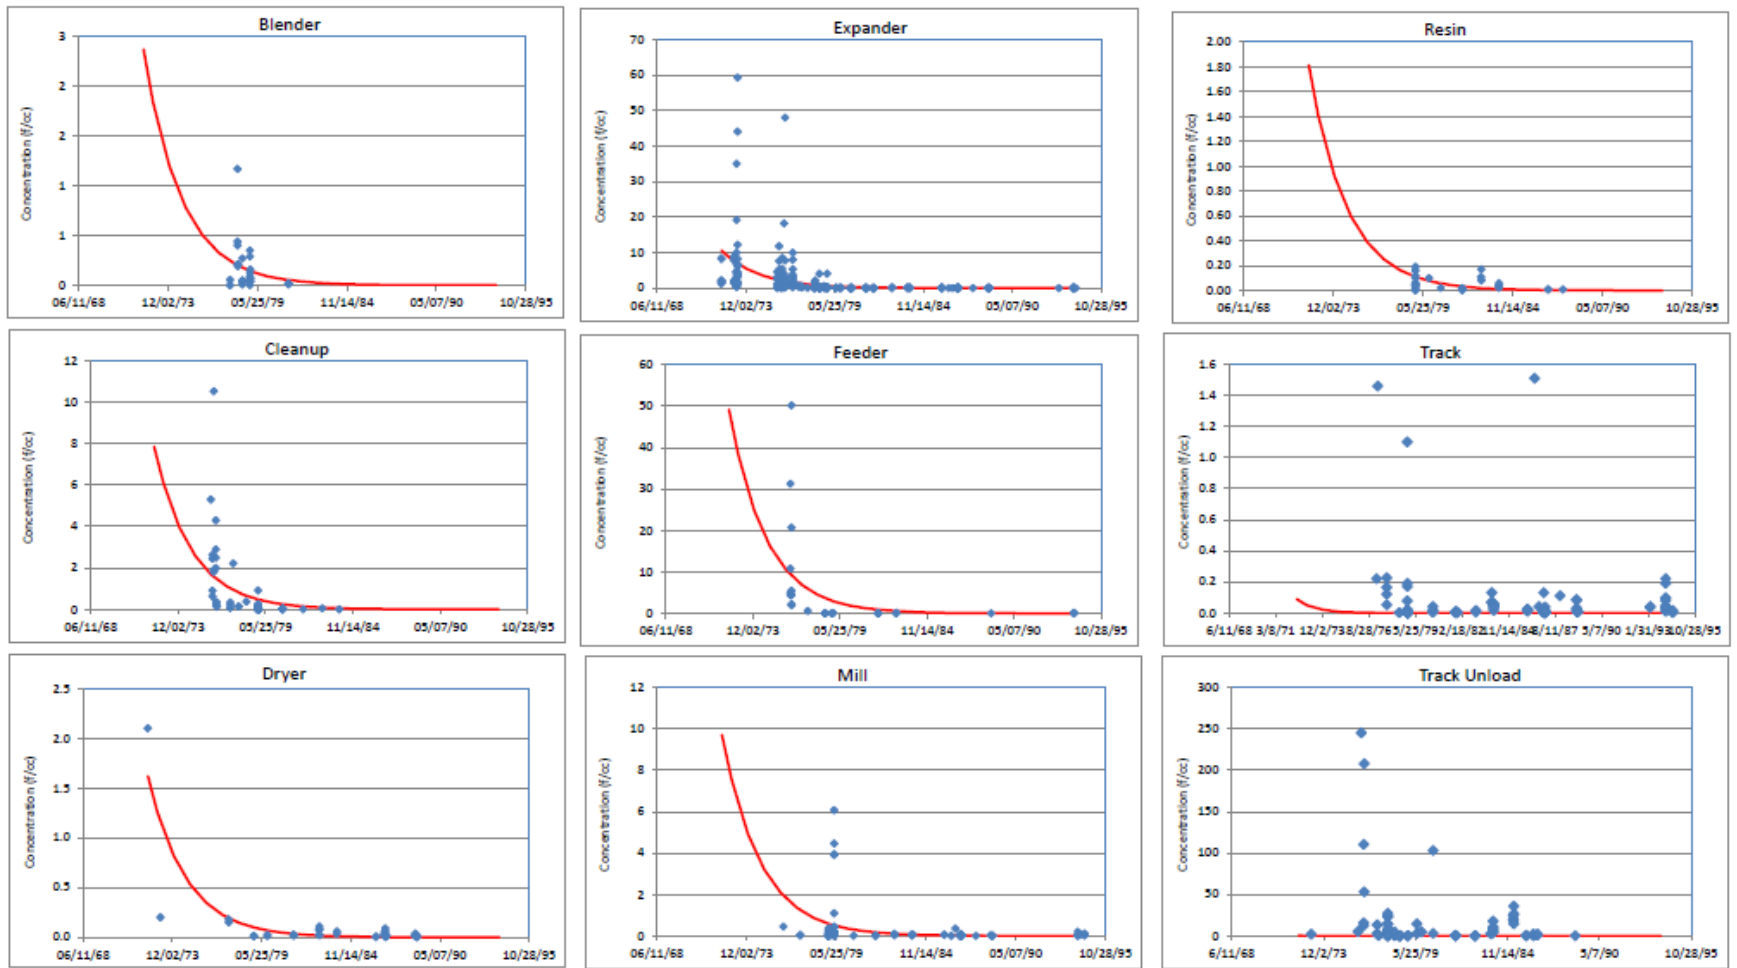 Blender
Concentration (f/cc)
3
2
2
1
1
0
06/11/68 12/02/73 05/25/79 11/14/84 05/07/90 10/28/95
Expander
Concentration (f/cc)
70
60
50
40
30
20
10
0
06/11/68 12/02/73 05/25/79 11/14/84 05/07/90 10/28/95
Resin
Concentration (f/cc)
2.00
1.80
1.60
1.40
1.20
1.00
0.80
0.60
0.40
0.20
0.00
06/11/68 12/02/73 05/25/79 11/14/84 05/07/90 10/28/95
Cleanup
Concentration (f/cc)
12
10
8
6
4
2
0
06/11/68 12/02/73 05/25/79 11/14/84 05/07/90 10/28/95
Feeder
Concentration (f/cc)
60
50
40
30
20
10
0
06/11/68 12/02/73 05/25/79 11/14/84 05/07/90 10/28/95
Track
Concentration (f/cc)
1.6
1.4
1.2
1.0
0.8
0.6
0.4
0.2
0.0
6/11/68 3/8/71 12/2/73 8/28/76 5/25/79 2/18/82 11/14/84 8/11/87 5/7/90 1/31/93 10/28/95
Dryer
Concentration (f/cc)
2.5
2.0
1.5
1.0
0.5
0.0
06/11/68 12/02/73 05/25/79 11/14/84 05/07/90 10/28/95
Mill
Concentration (f/cc)
12
10
8
6
4
2
0
06/11/68 12/02/73 05/25/79 11/14/84 05/07/90 10/28/95
Track Unload
Concentration (f/cc)
300
250
200
150
100
50
0
6/11/68 12/2/73 5/25/79 11/14/84 5/7/90 10/28/95